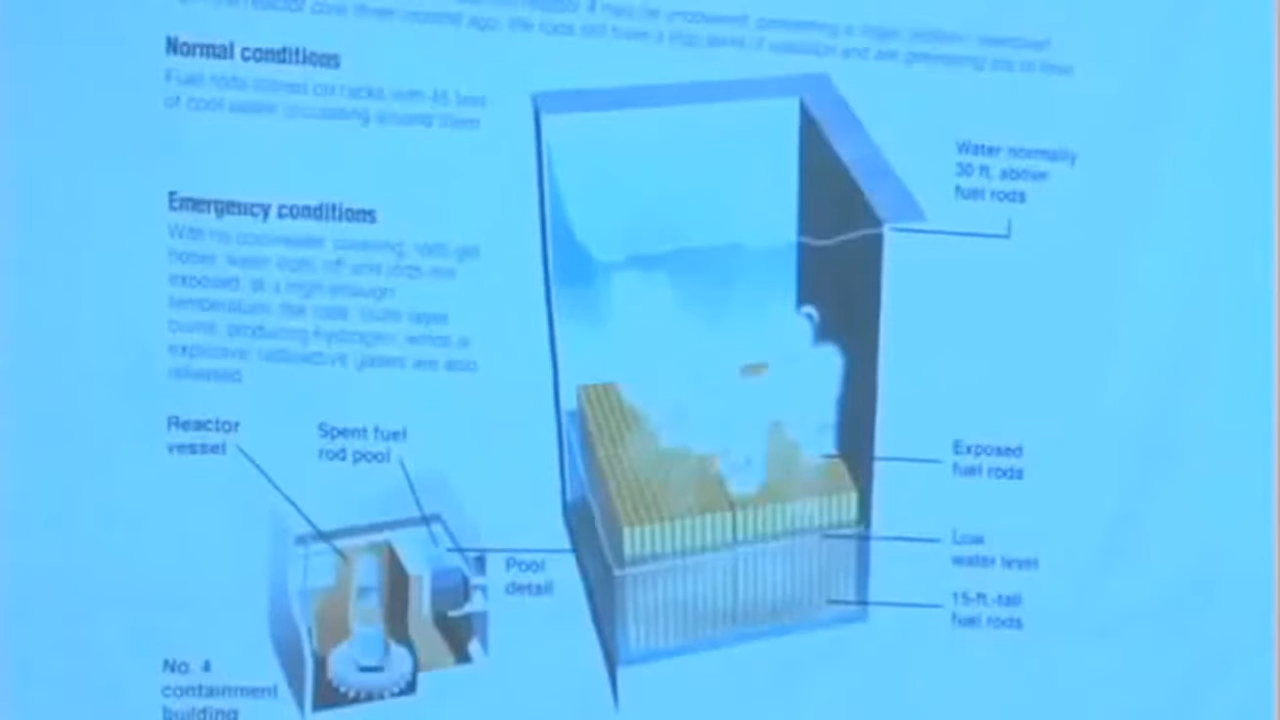 Normal conditions
Fuel rods on racks with 45 feet
of cool water circulating around them
Emergency conditions
With no cool water covering, rods get
hotter, water boils off and rods are
exposed; at a high enough
temperature, the rods' outer layer
burns, producing hydrogen, which is
explosive; radioactive gases are also
released.
Water normally
30 ft. above
fuel rods
Reactor
vessel
Spent fuel
rod pool
Exposed
fuel rods
Low
water level
Pool
detail
15-ft.-tall
fuel rods
No. 4
containment
building